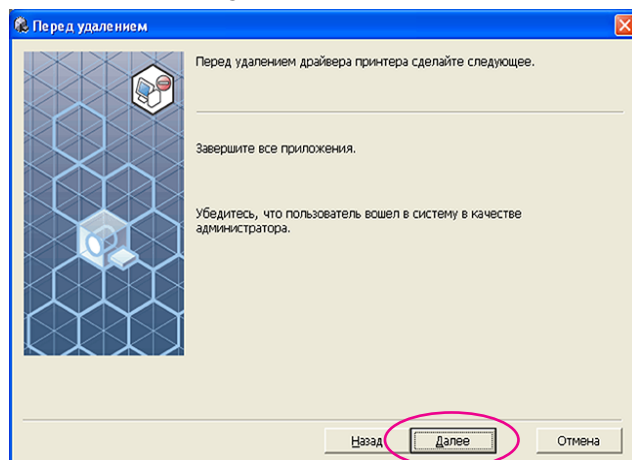 Перед удалением
Перед удалением драйвера принтера сделайте следующее.
Завершите все приложения.
Убедитесь, что пользователь вошел в систему в качестве
администратора.
Назад
Далее
Отмена